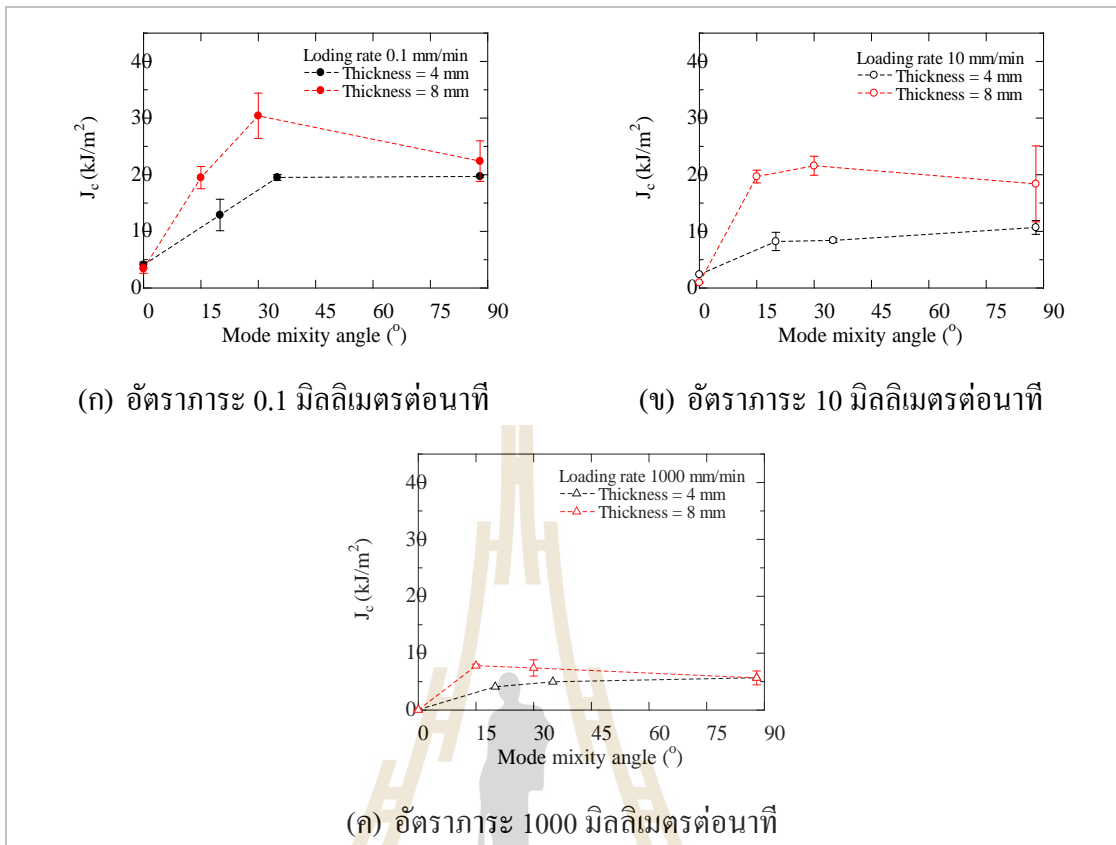 Loding rate 0.1 mm/min
Thickness = 4 mm
Thickness = 8 mm
J_c (kJ/m^2)
40
30
20
10
0
0 15 30 45 60 75 90
Mode mixity angle (°)
(ก) อัตราภาระ 0.1 มิลลิเมตรต่อนาที
Loading rate 10 mm/min
Thickness = 4 mm
Thickness = 8 mm
J_c (kJ/m^2)
40
30
20
10
0
0 15 30 45 60 75 90
Mode mixity angle (°)
(ข) อัตราภาระ 10 มิลลิเมตรต่อนาที
Loading rate 1000 mm/min
Thickness = 4 mm
Thickness = 8 mm
J_c (kJ/m^2)
40
30
20
10
0
0 15 30 45 60 75 90
Mode mixity angle (°)
(ค) อัตราภาระ 1000 มิลลิเมตรต่อนาที